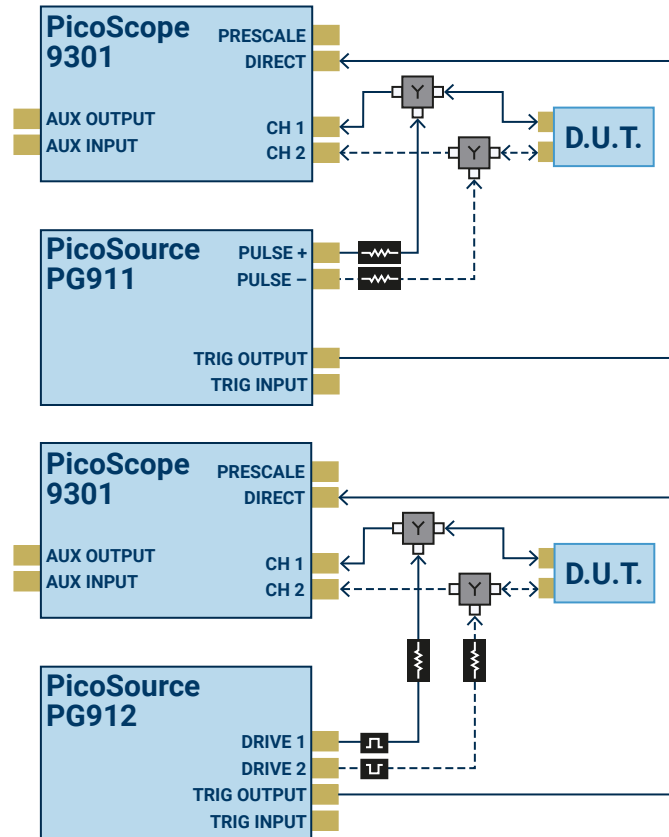 PicoScope
9301
PRESCALE
DIRECT
AUX OUTPUT
AUX INPUT
CH 1
CH 2
Y
Y
D.U.T.
PicoSource
PG911
PULSE +
PULSE –
TRIG OUTPUT
TRIG INPUT
PicoScope
9301
PRESCALE
DIRECT
AUX OUTPUT
AUX INPUT
CH 1
CH 2
Y
Y
D.U.T.
PicoSource
PG912
DRIVE 1
DRIVE 2
TRIG OUTPUT
TRIG INPUT